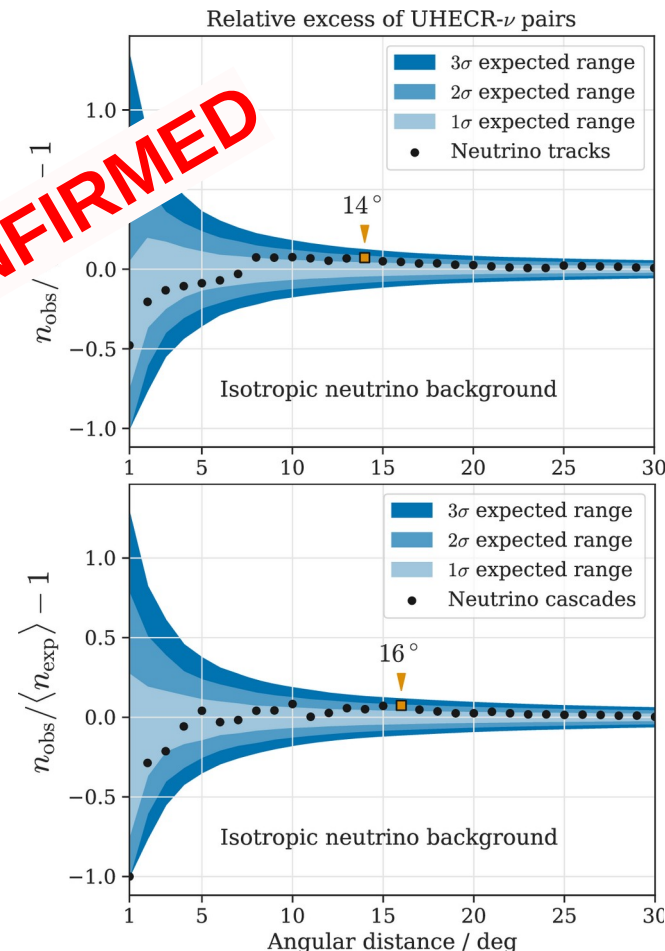 Relative excess of UHECR-ν pairs
3σ expected range
2σ expected range
1σ expected range
Neutrino tracks
NFIRMED
14°
n_obs/ − 1
1.0
0.0
−0.5
−1.0
Isotropic neutrino background
1 5 10 15 20 25 30
3σ expected range
2σ expected range
1σ expected range
Neutrino cascades
16°
n_obs/⟨n_exp⟩ − 1
1.0
0.5
0.0
−0.5
−1.0
Isotropic neutrino background
1 5 10 15 20 25 30
Angular distance / deg